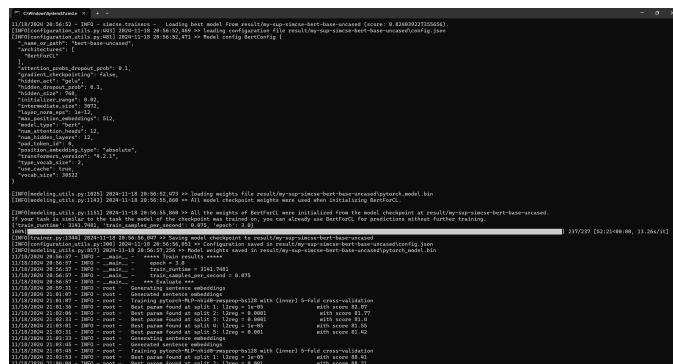 C:\Windows\system32\cmd.e
11/18/2024 20:56:52 - INFO - simcse.trainers - Loading best model from result/my-sup-simcse-bert-base-uncased (score: 0.8240392271555656).
[INFO|configuration_utils.py:443] 2024-11-18 20:56:52,469 >> loading configuration file result/my-sup-simcse-bert-base-uncased\config.json
[INFO|configuration_utils.py:481] 2024-11-18 20:56:52,471 >> Model config BertConfig {
"_name_or_path": "bert-base-uncased",
"architectures": [
"BertForCL"
],
"attention_probs_dropout_prob": 0.1,
"gradient_checkpointing": false,
"hidden_act": "gelu",
"hidden_dropout_prob": 0.1,
"hidden_size": 768,
"initializer_range": 0.02,
"intermediate_size": 3072,
"layer_norm_eps": 1e-12,
"max_position_embeddings": 512,
"model_type": "bert",
"num_attention_heads": 12,
"num_hidden_layers": 12,
"pad_token_id": 0,
"position_embedding_type": "absolute",
"transformers_version": "4.2.1",
"type_vocab_size": 2,
"use_cache": true,
"vocab_size": 30522
}
[INFO|modeling_utils.py:1025] 2024-11-18 20:56:52,473 >> loading weights file result/my-sup-simcse-bert-base-uncased\pytorch_model.bin
[INFO|modeling_utils.py:1143] 2024-11-18 20:56:55,860 >> All model checkpoint weights were used when initializing BertForCL.
[INFO|modeling_utils.py:1151] 2024-11-18 20:56:55,860 >> All the weights of BertForCL were initialized from the model checkpoint at result/my-sup-simcse-bert-base-uncased.
If your task is similar to the task the model of the checkpoint was trained on, you can already use BertForCL for predictions without further training.
{'train_runtime': 3141.7481, 'train_samples_per_second': 0.075, 'epoch': 3.0}
100% 237/237 [52:21<00:00, 13.26s/it]
[INFO|trainer.py:1344] 2024-11-18 20:56:56,047 >> Saving model checkpoint to result/my-sup-simcse-bert-base-uncased
[INFO|configuration_utils.py:300] 2024-11-18 20:56:56,051 >> Configuration saved in result/my-sup-simcse-bert-base-uncased\config.json
[INFO|modeling_utils.py:817] 2024-11-18 20:56:57,256 >> Model weights saved in result/my-sup-simcse-bert-base-uncased\pytorch_model.bin
11/18/2024 20:56:57 - INFO - __main__ - ***** Train results *****
11/18/2024 20:56:57 - INFO - __main__ - epoch = 3.0
11/18/2024 20:56:57 - INFO - __main__ - train_runtime = 3141.7481
11/18/2024 20:56:57 - INFO - __main__ - train_samples_per_second = 0.075
11/18/2024 20:56:57 - INFO - __main__ - *** Evaluate ***
11/18/2024 20:59:31 - INFO - root - Generating sentence embeddings
11/18/2024 21:01:07 - INFO - root - Generated sentence embeddings
11/18/2024 21:01:07 - INFO - root - Training pytorch-MLP-nhid0-rmsprop-bs128 with (inner) 5-fold cross-validation
11/18/2024 21:01:36 - INFO - root - Best param found at split 1: l2reg = 1e-05 with score 82.07
11/18/2024 21:02:06 - INFO - root - Best param found at split 2: l2reg = 0.0001 with score 81.77
11/18/2024 21:02:33 - INFO - root - Best param found at split 3: l2reg = 0.0001 with score 81.6
11/18/2024 21:03:01 - INFO - root - Best param found at split 4: l2reg = 1e-05 with score 81.55
11/18/2024 21:03:31 - INFO - root - Best param found at split 5: l2reg = 0.001 with score 81.42
11/18/2024 21:03:33 - INFO - root - Generating sentence embeddings
11/18/2024 21:03:45 - INFO - root - Generated sentence embeddings
11/18/2024 21:03:45 - INFO - root - Training pytorch-MLP-nhid0-rmsprop-bs128 with (inner) 5-fold cross-validation
11/18/2024 21:03:53 - INFO - root - Best param found at split 1: l2reg = 1e-05 with score 88.41